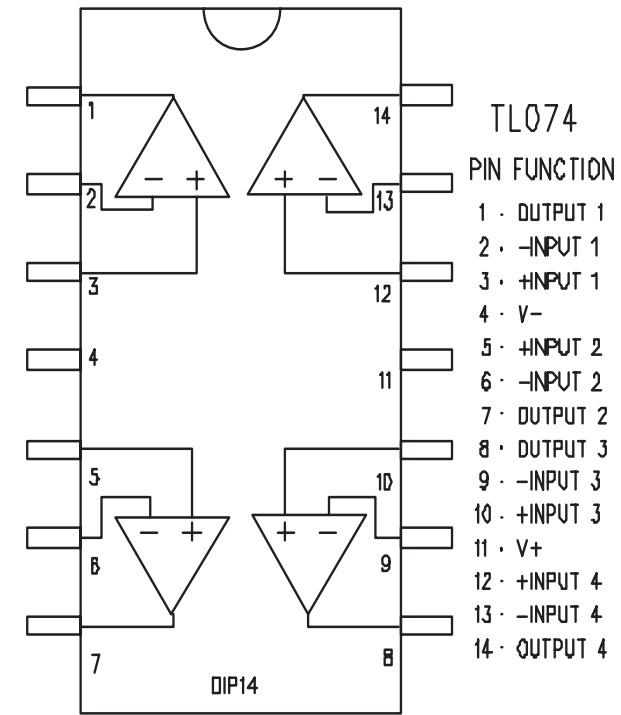 1
14
− +
+ −
2
13
3
12
4
11
5
10
− +
+ −
6
9
7
8
DIP14
TL074
PIN FUNCTION
1 · OUTPUT 1
2 · -INPUT 1
3 · +INPUT 1
4 · V-
5 · +INPUT 2
6 · -INPUT 2
7 · OUTPUT 2
8 · OUTPUT 3
9 · -INPUT 3
10 · +INPUT 3
11 · V+
12 · +INPUT 4
13 · -INPUT 4
14 · OUTPUT 4